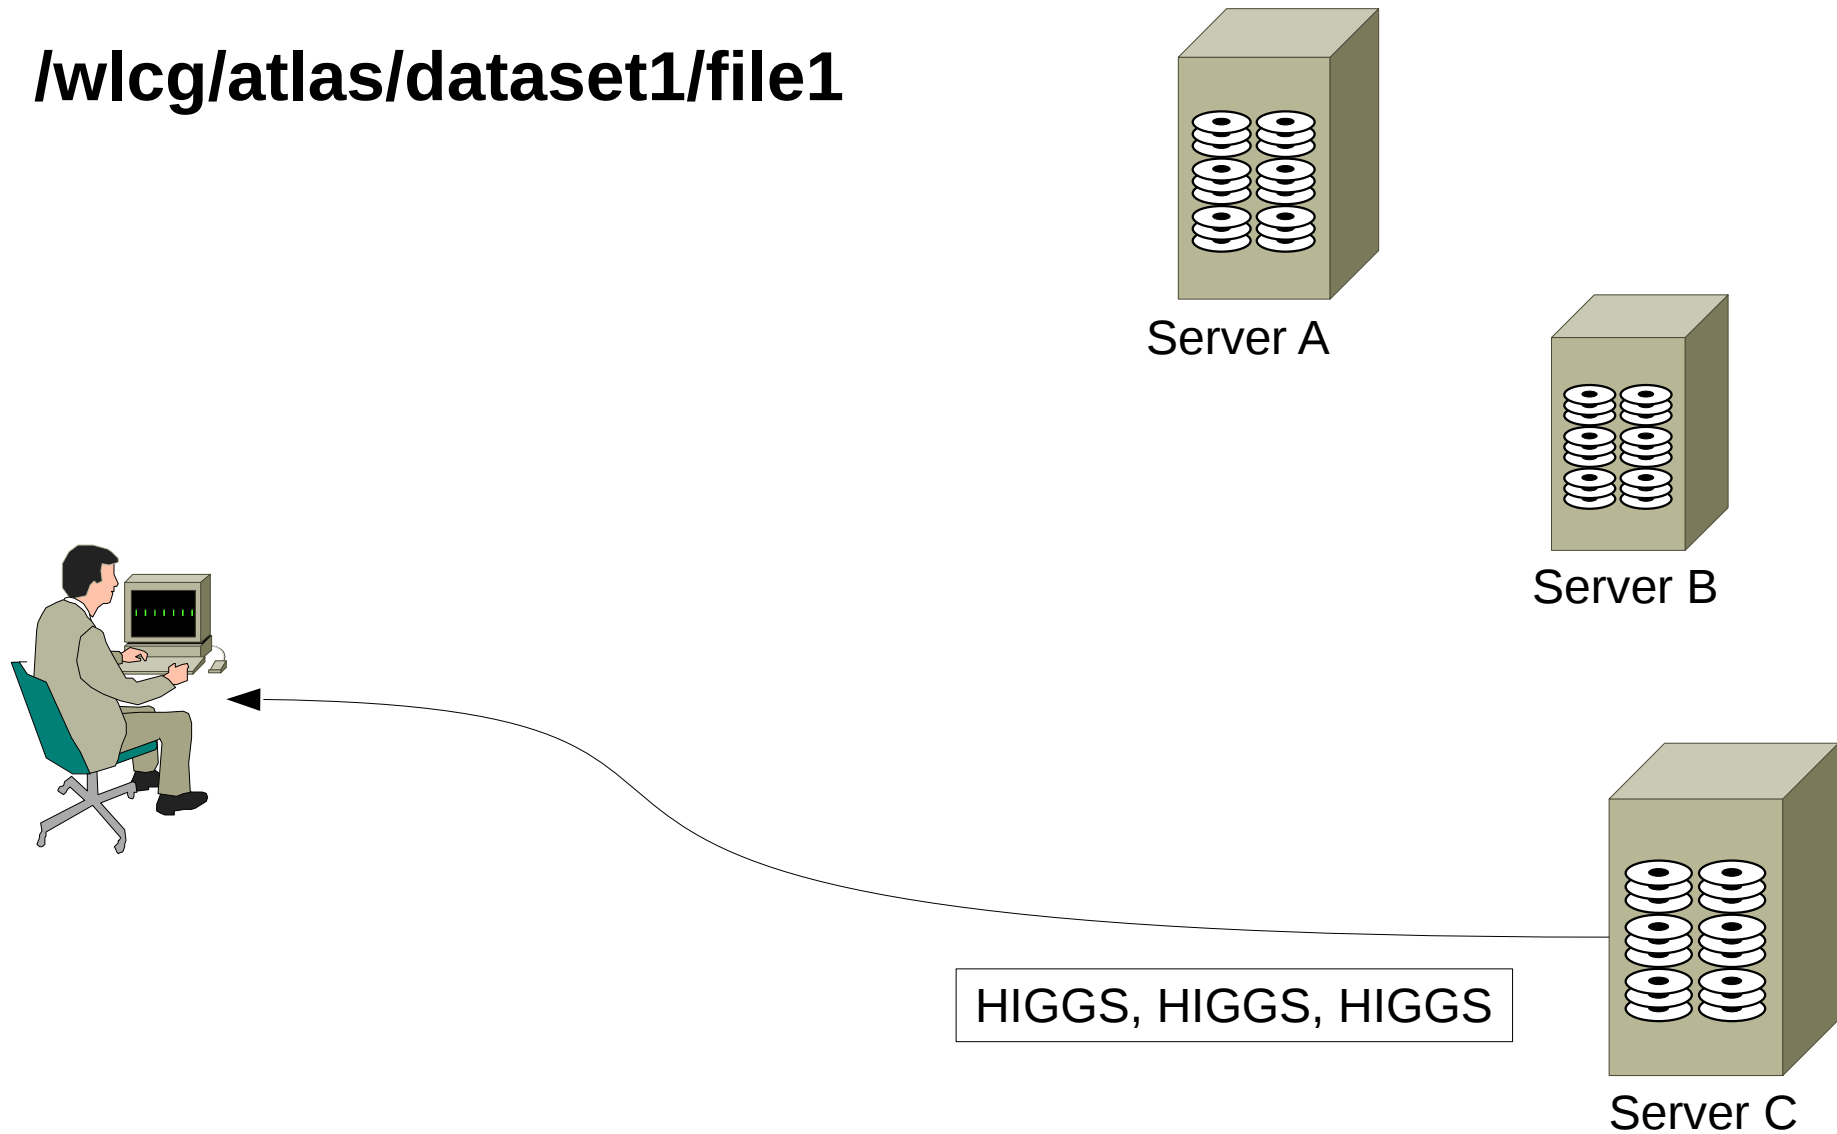 /wlcg/atlas/dataset1/file1
Server A
Server B
HIGGS, HIGGS, HIGGS
Server C